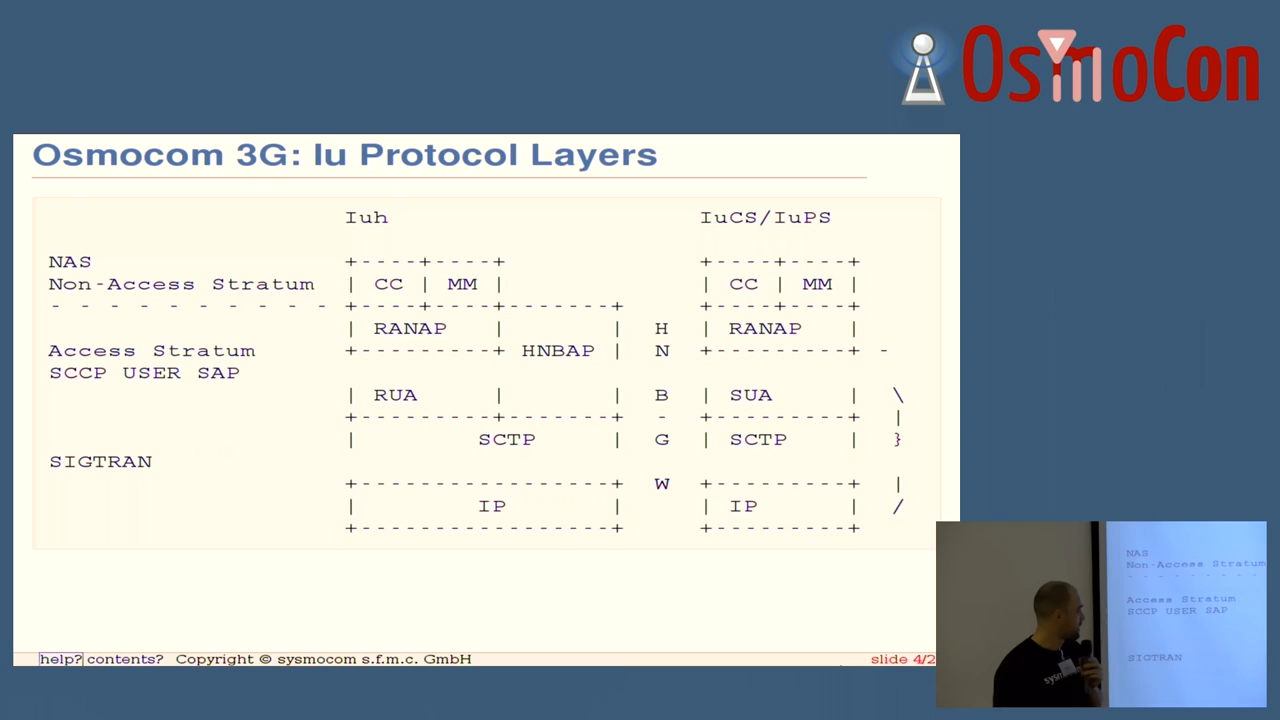 OsmoCon
Osmocom 3G: Iu Protocol Layers
Iuh IuCS/IuPS
NAS +----+----+ +----+----+
Non-Access Stratum | CC | MM | | CC | MM |
- - - - - - - - - - +----+----+-------+ +----+----+
| RANAP | | H | RANAP |
Access Stratum +---------+ HNBAP | N +---------+ -
SCCP USER SAP
| RUA | | B | SUA | \
+---------+-------+ - +---------+ |
| SCTP | G | SCTP | }
SIGTRAN
+-----------------+ W +---------+ |
| IP | | IP | /
+-----------------+ +---------+
help? contents? Copyright © sysmocom s.f.m.c. GmbH slide 4/2
NAS
Non-Access Stratum
- - - - - - - - -
Access Stratum
SCCP USER SAP
SIGTRAN